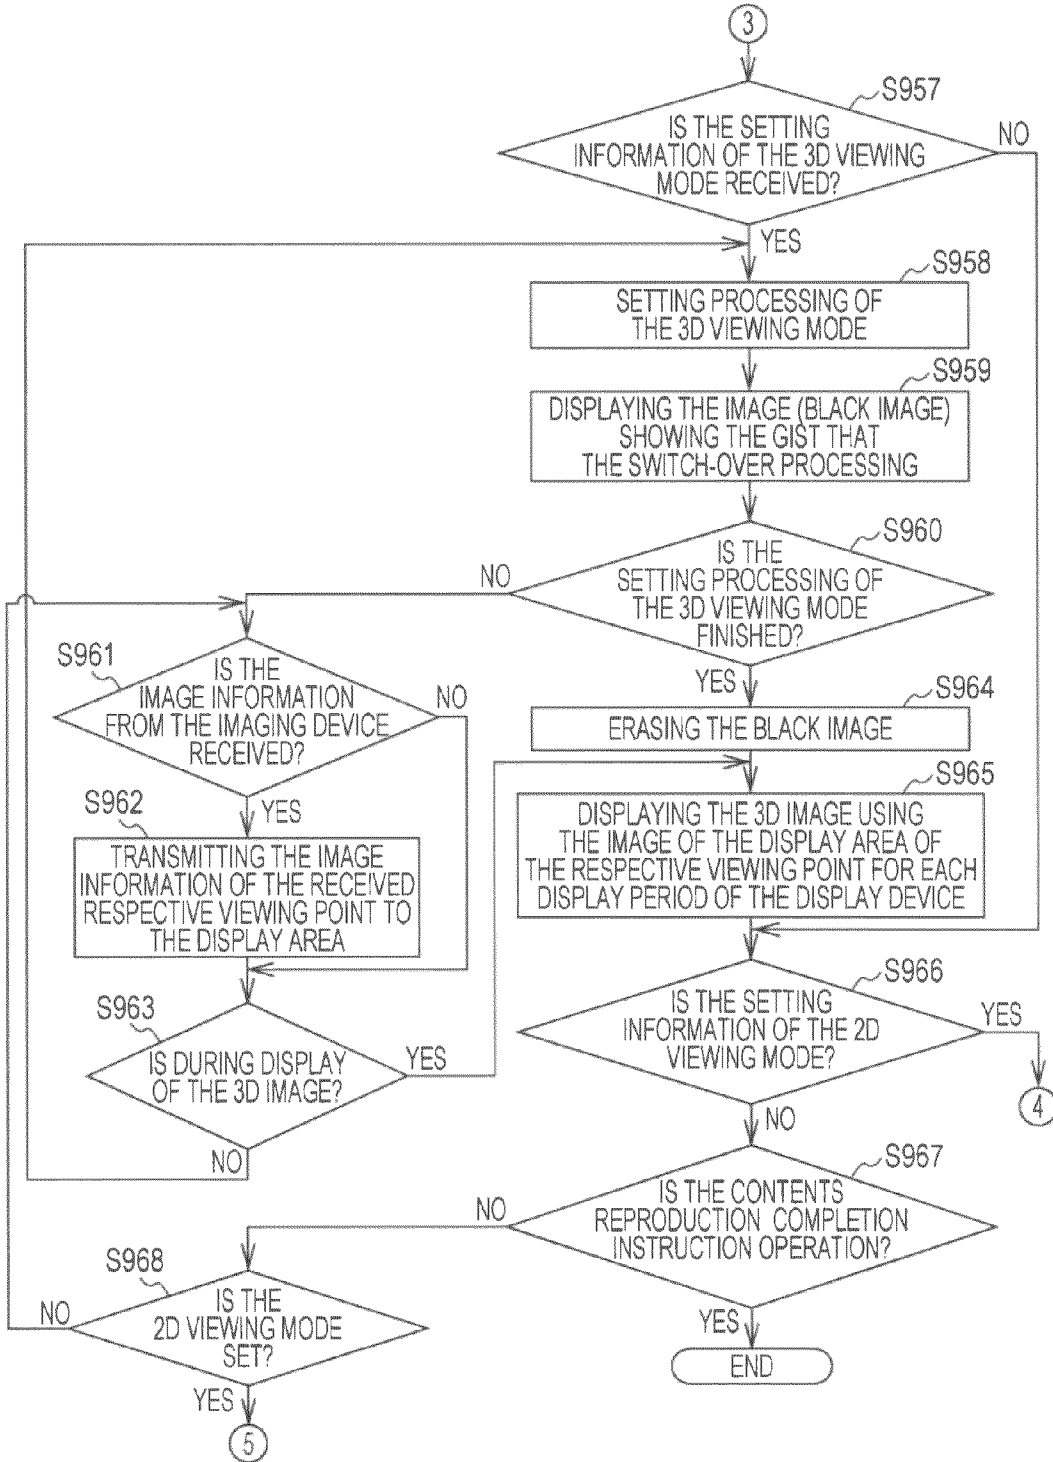 3
S957
IS THE SETTING
INFORMATION OF THE 3D VIEWING
MODE RECEIVED?
NO
YES
S958
SETTING PROCESSING OF
THE 3D VIEWING MODE
S959
DISPLAYING THE IMAGE (BLACK IMAGE)
SHOWING THE GIST THAT
THE SWITCH-OVER PROCESSING
S960
IS THE
SETTING PROCESSING OF
THE 3D VIEWING MODE
FINISHED?
NO
YES
S961
IS THE
IMAGE INFORMATION
FROM THE IMAGING DEVICE
RECEIVED?
NO
YES
S962
TRANSMITTING THE IMAGE
INFORMATION OF THE RECEIVED
RESPECTIVE VIEWING POINT TO
THE DISPLAY AREA
S963
IS DURING DISPLAY
OF THE 3D IMAGE?
YES
NO
S964
ERASING THE BLACK IMAGE
S965
DISPLAYING THE 3D IMAGE USING
THE IMAGE OF THE DISPLAY AREA OF
THE RESPECTIVE VIEWING POINT FOR EACH
DISPLAY PERIOD OF THE DISPLAY DEVICE
S966
IS THE SETTING
INFORMATION OF THE 2D
VIEWING MODE?
YES
4
NO
S967
IS THE CONTENTS
REPRODUCTION COMPLETION
INSTRUCTION OPERATION?
NO
YES
END
S968
IS THE
2D VIEWING MODE
SET?
NO
YES
5